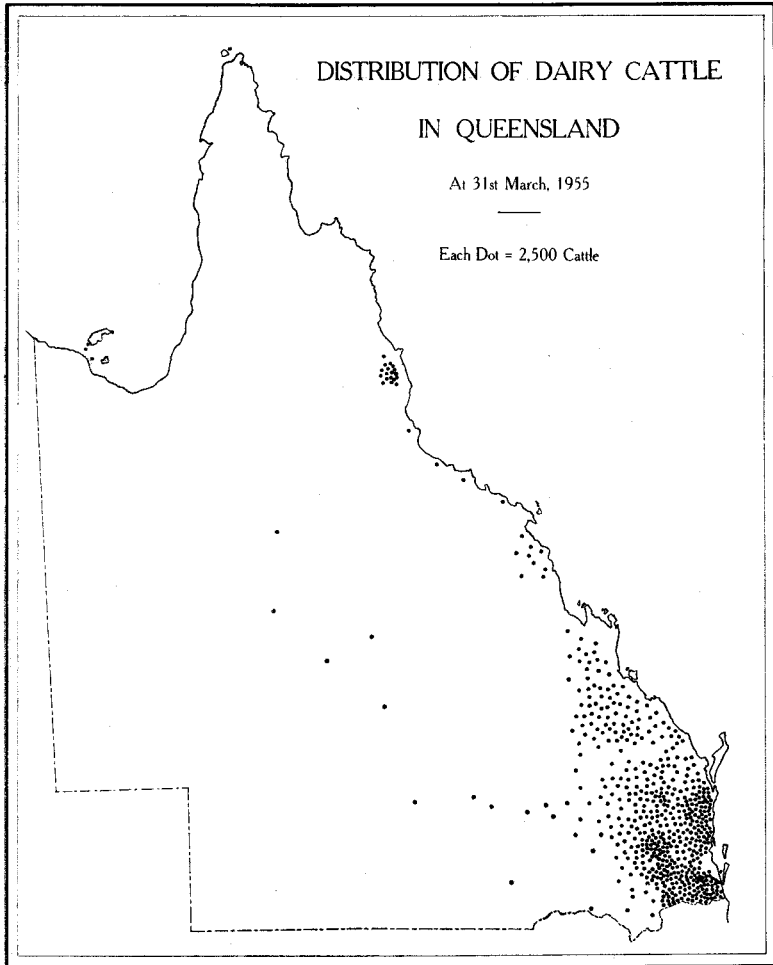 DISTRIBUTION OF DAIRY CATTLE
IN QUEENSLAND
At 31st March, 1955
Each Dot = 2,500 Cattle